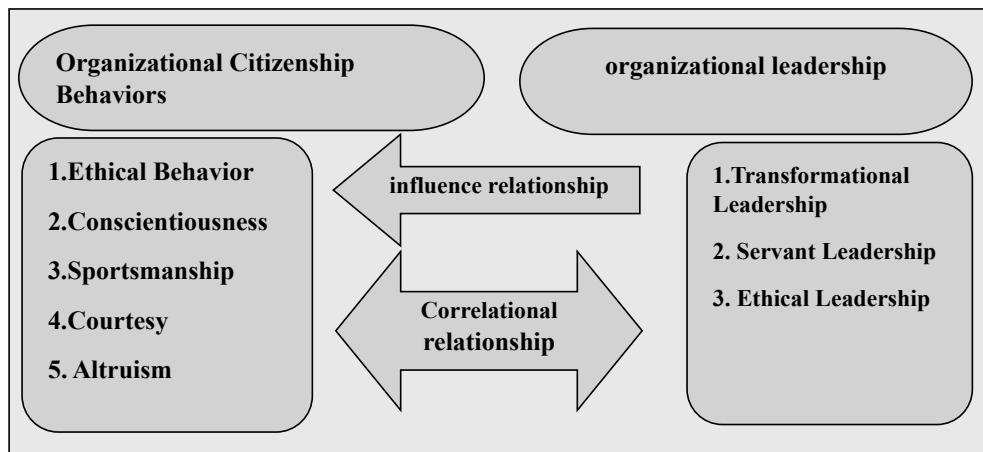 Organizational Citizenship
Behaviors
organizational leadership
1.Ethical Behavior
2.Conscientiousness
3.Sportsmanship
4.Courtesy
5. Altruism
influence relationship
Correlational
relationship
1.Transformational
Leadership
2. Servant Leadership
3. Ethical Leadership